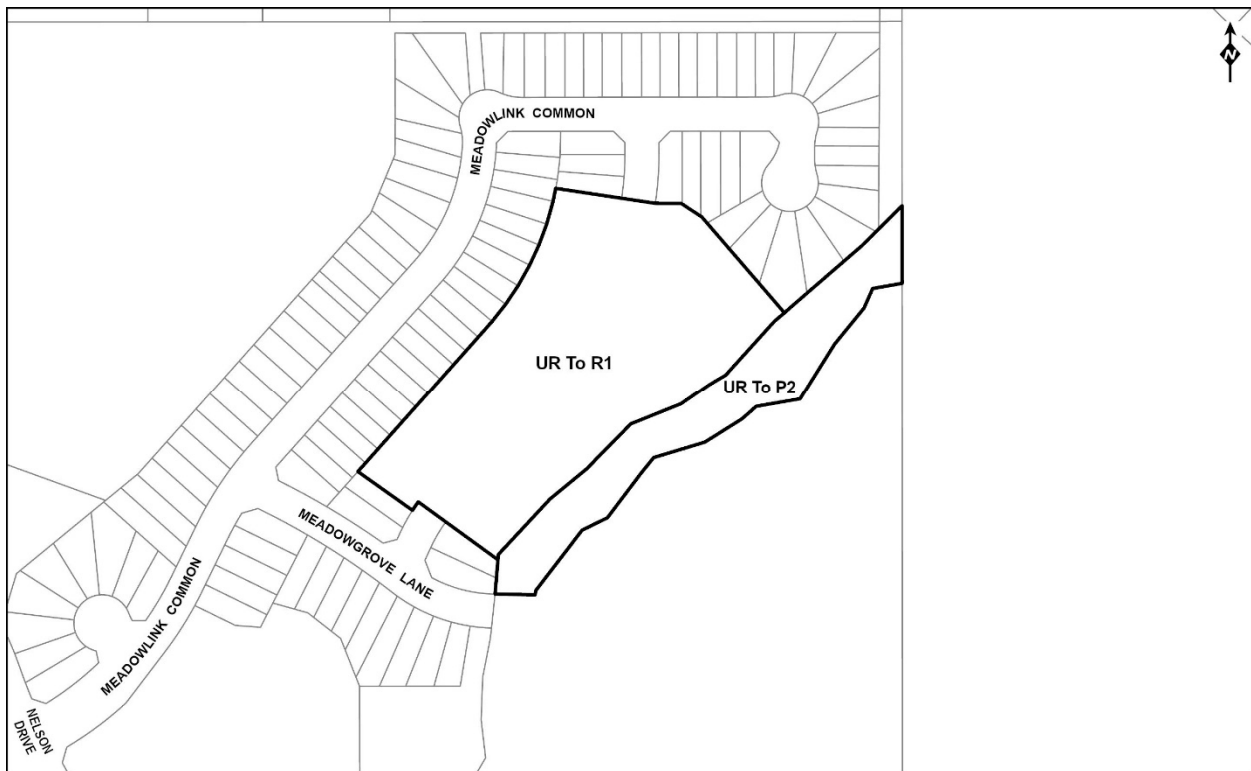 N
MEADOWLINK COMMON
UR To R1
UR To P2
MEADOWGROVE LANE
MEADOWLINK COMMON
NELSON
DRIVE